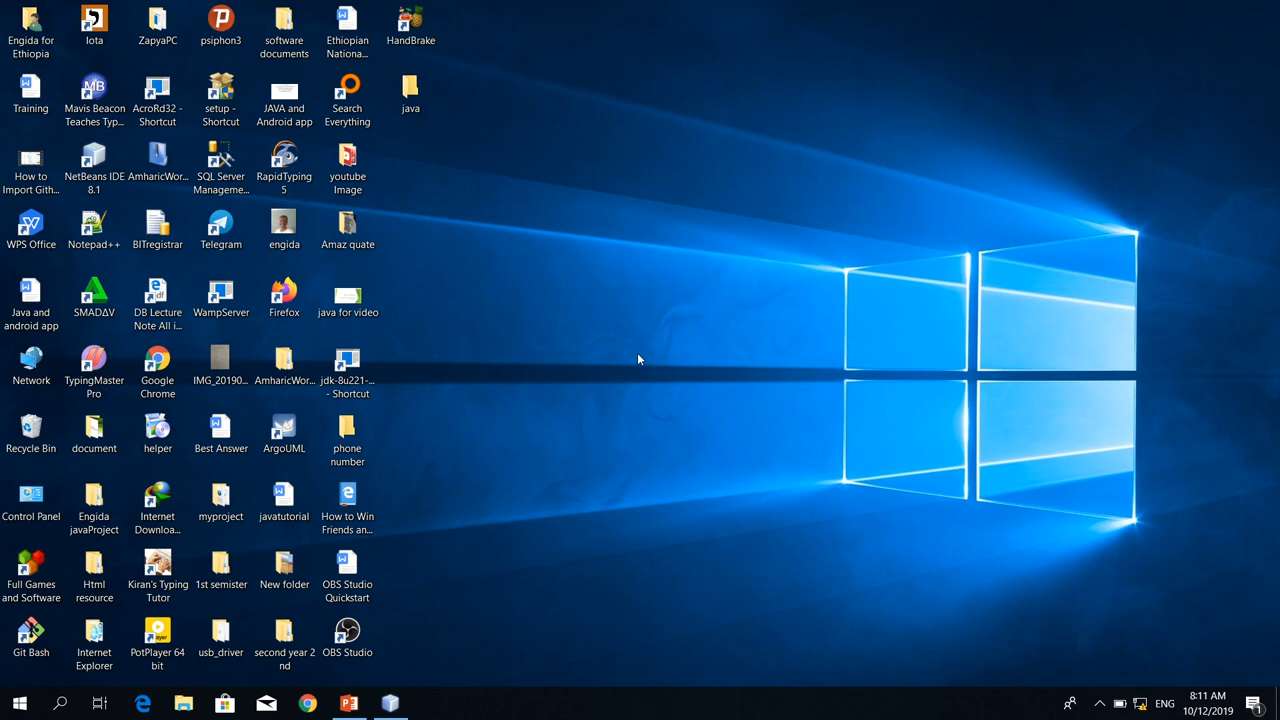 Engida for
Ethiopia
Iota
ZapyaPC
psiphon3
software
documents
Ethiopian
Nationa...
HandBrake
Training
Mavis Beacon
Teaches Typ...
AcroRd32 -
Shortcut
setup -
Shortcut
JAVA and
Android app
Search
Everything
java
How to
Import Gith...
NetBeans IDE
8.1
AmharicWor...
SQL Server
Manageme...
RapidTyping
5
youtube
Image
WPS Office
Notepad++
BITregistrar
Telegram
engida
Amaz quate
Java and
android app
SMADΔV
DB Lecture
Note All i...
WampServer
Firefox
java for video
Network
TypingMaster
Pro
Google
Chrome
IMG_20190...
AmharicWor...
jdk-8u221-...
- Shortcut
Recycle Bin
document
helper
Best Answer
ArgoUML
phone
number
Control Panel
Engida
javaProject
Internet
Downloa...
myproject
javatutorial
How to Win
Friends an...
Full Games
and Software
Html
resource
Kiran's Typing
Tutor
1st semister
New folder
OBS Studio
Quickstart
Git Bash
Internet
Explorer
PotPlayer 64
bit
usb_driver
second year 2
nd
OBS Studio
ENG
8:11 AM
10/12/2019
1